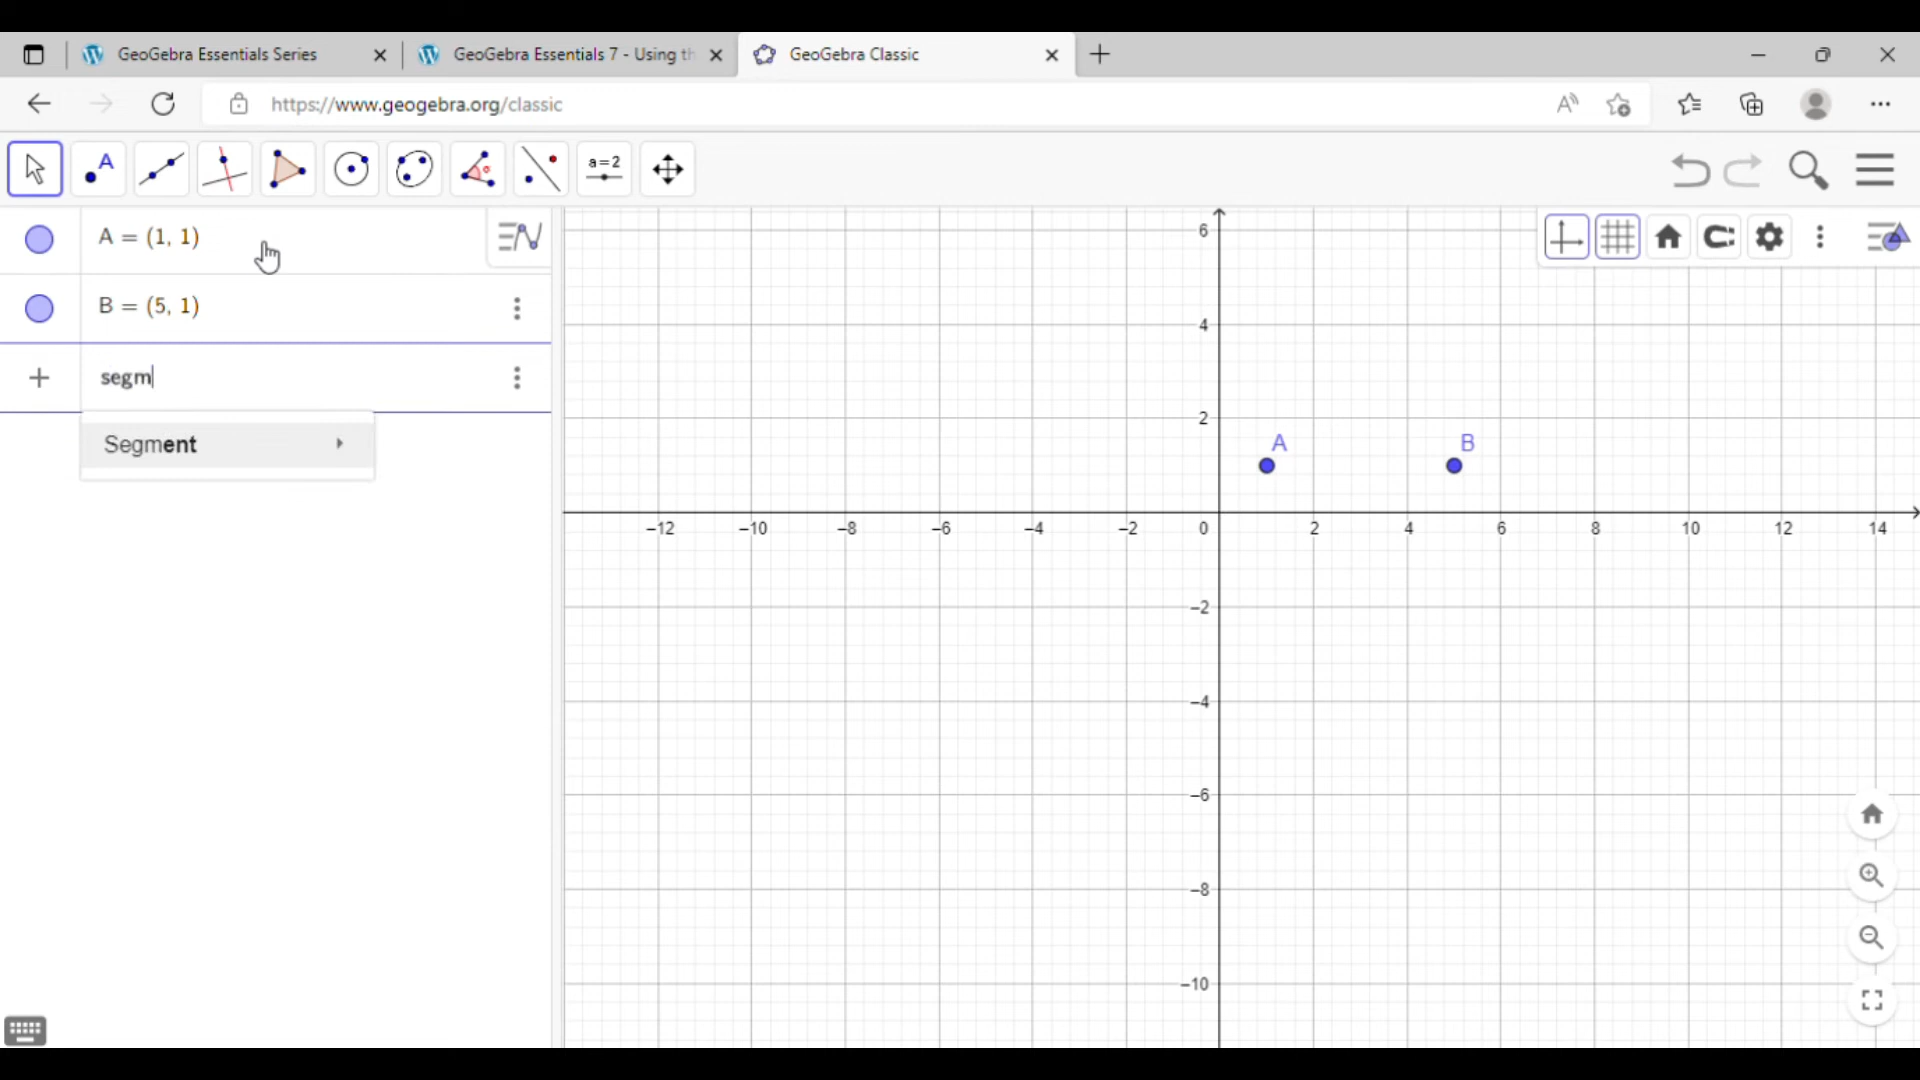 GeoGebra Essentials Series
GeoGebra Essentials 7 - Using th
GeoGebra Classic
https://www.geogebra.org/classic
A
a=2
A = (1, 1)
B = (5, 1)
segm
Segment
6
4
2
A
B
−12
−10
−8
−6
−4
−2
0
2
4
6
8
10
12
14
−2
−4
−6
−8
−10